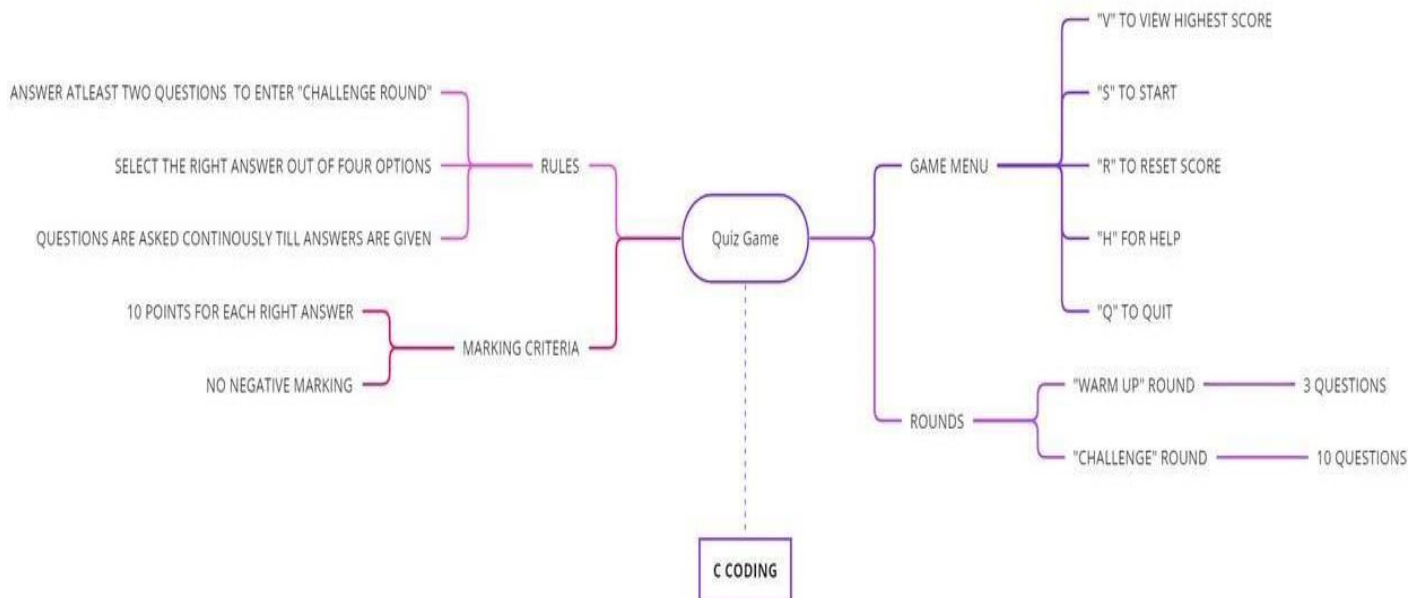 "V" TO VIEW HIGHEST SCORE
ANSWER ATLEAST TWO QUESTIONS TO ENTER "CHALLENGE ROUND"
"S" TO START
SELECT THE RIGHT ANSWER OUT OF FOUR OPTIONS
RULES
GAME MENU
"R" TO RESET SCORE
QUESTIONS ARE ASKED CONTINOUSLY TILL ANSWERS ARE GIVEN
Quiz Game
"H" FOR HELP
10 POINTS FOR EACH RIGHT ANSWER
"Q" TO QUIT
MARKING CRITERIA
NO NEGATIVE MARKING
"WARM UP" ROUND
3 QUESTIONS
ROUNDS
"CHALLENGE" ROUND
10 QUESTIONS
C CODING